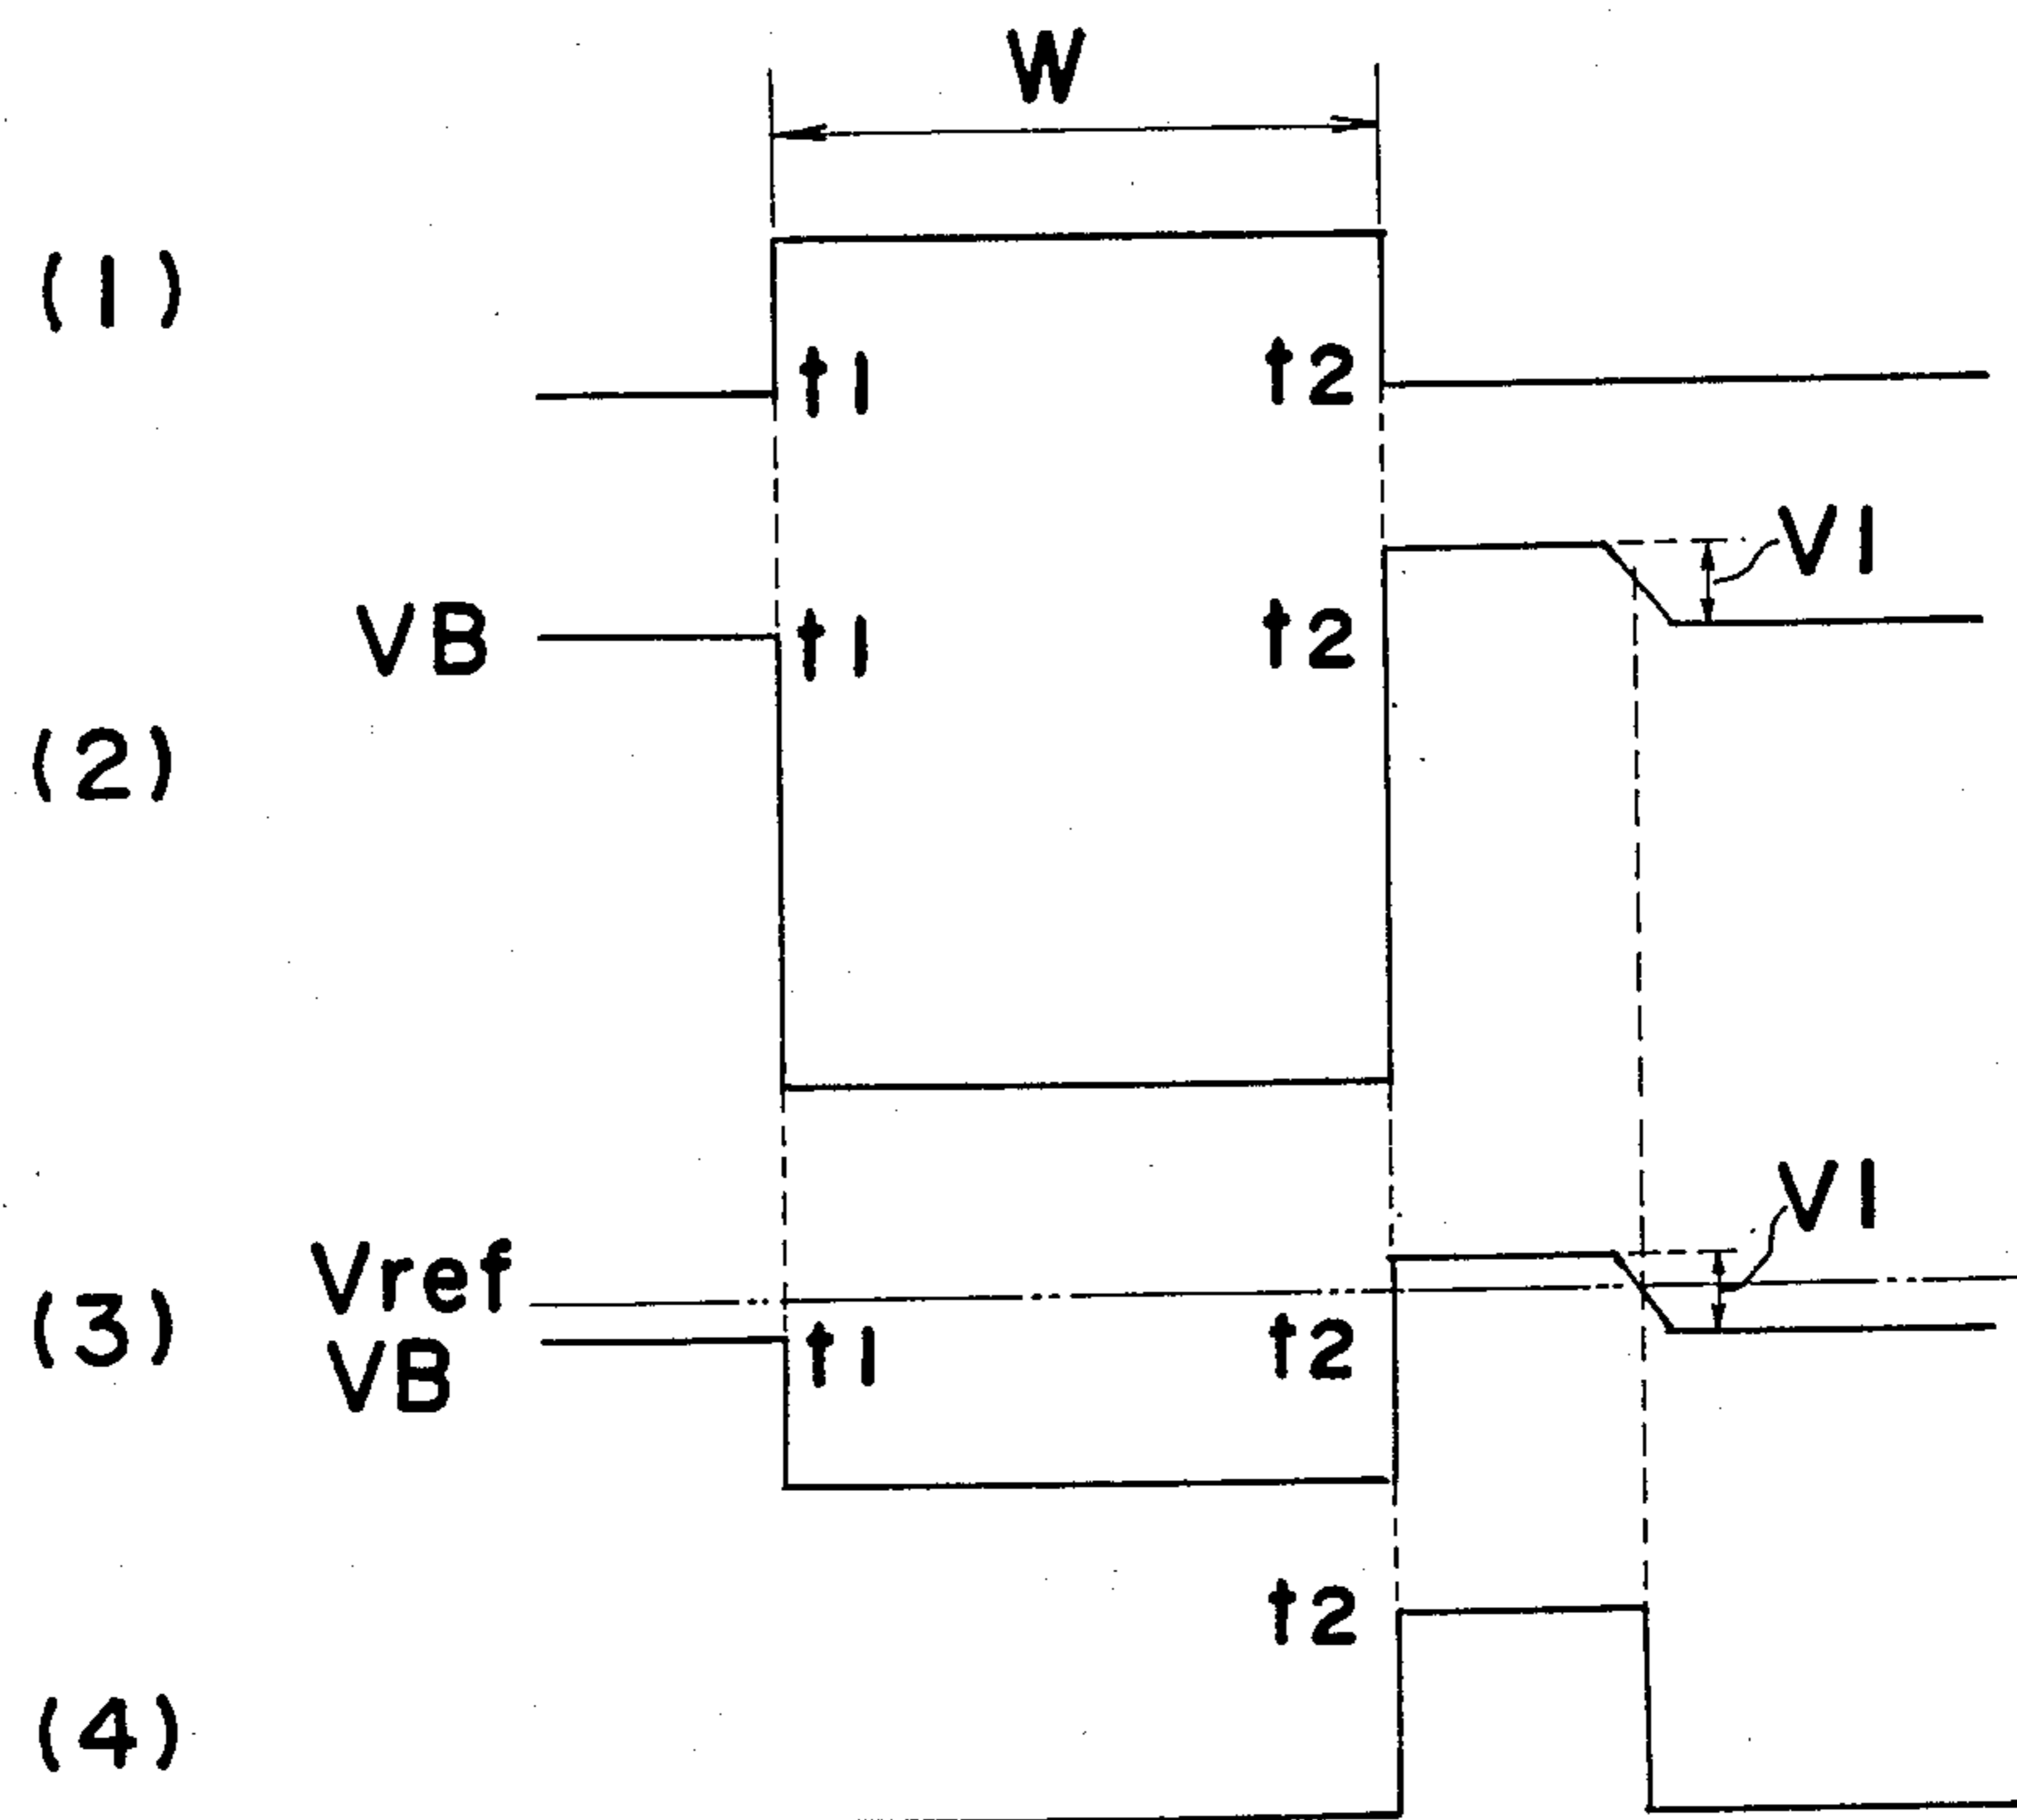 W
(1)
t1 t2
V1
VB t1 t2
(2)
V1
Vref
(3) t1 t2
VB
t2
(4)